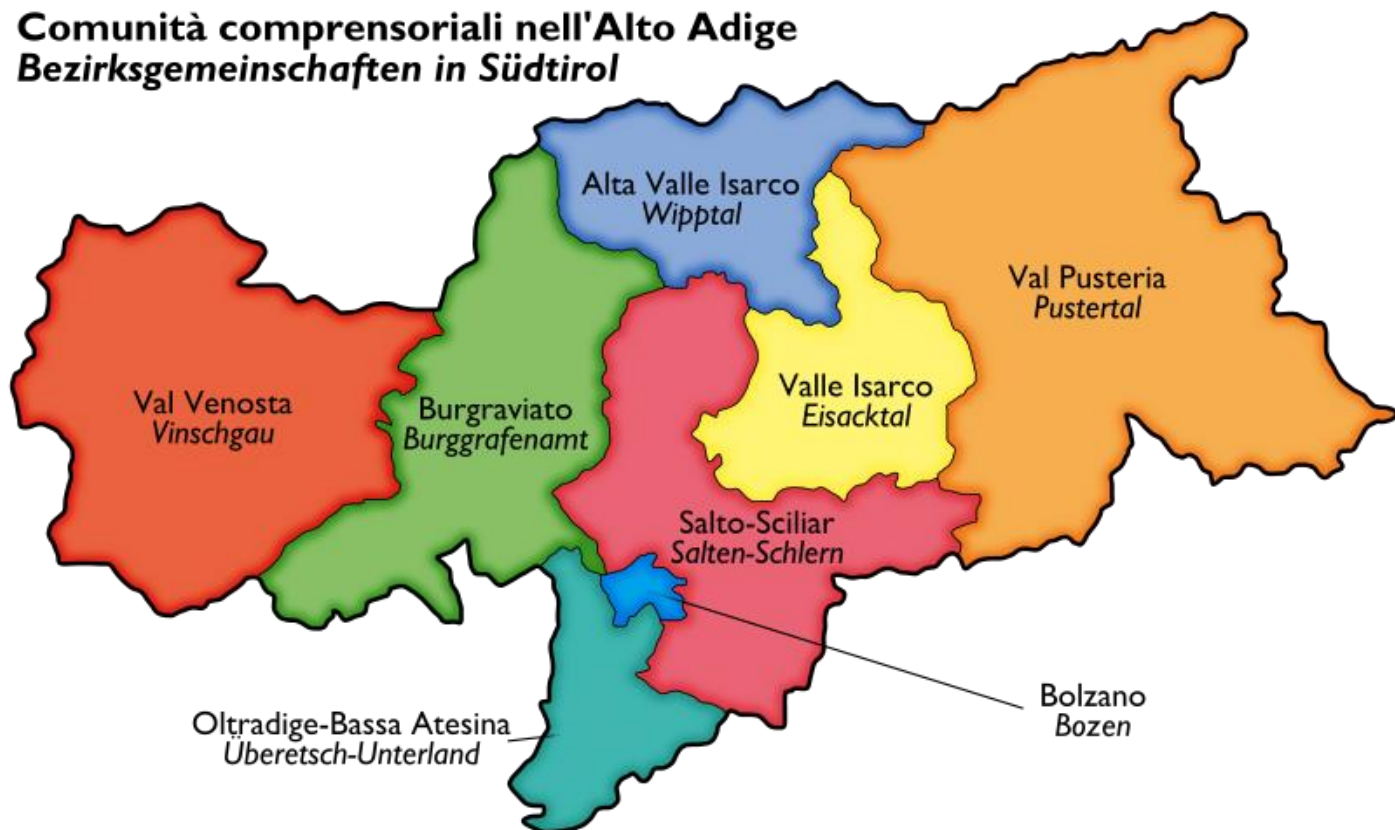 Comunità comprensoriali nell'Alto Adige
Bezirksgemeinschaften in Südtirol
Alta Valle Isarco
Wipptal
Val Pusteria
Pustertal
Val Venosta
Vinschgau
Burgraviato
Burggrafenamt
Valle Isarco
Eisacktal
Salto-Sciliar
Salten-Schlern
Oltradige-Bassa Atesina
Überetsch-Unterland
Bolzano
Bozen